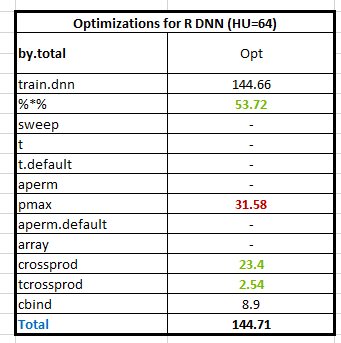 Optimizations for R DNN (HU=64)
by.total Opt
train.dnn 144.66
%*% 53.72
sweep -
t -
t.default -
aperm -
pmax 31.58
aperm.default -
array -
crossprod 23.4
tcrossprod 2.54
cbind 8.9
Total 144.71